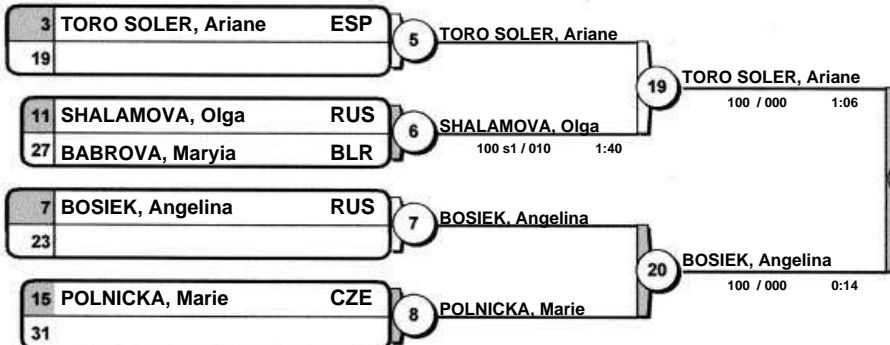 3 TORO SOLER, Ariane ESP
19
5
TORO SOLER, Ariane
11 SHALAMOVA, Olga RUS
27 BABROVA, Maryia BLR
6
SHALAMOVA, Olga
100 s1 / 010 1:40
19
TORO SOLER, Ariane
100 / 000 1:06
7 BOSIEK, Angelina RUS
23
7
BOSIEK, Angelina
15 POLNICKA, Marie CZE
31
8
POLNICKA, Marie
20
BOSIEK, Angelina
100 / 000 0:14